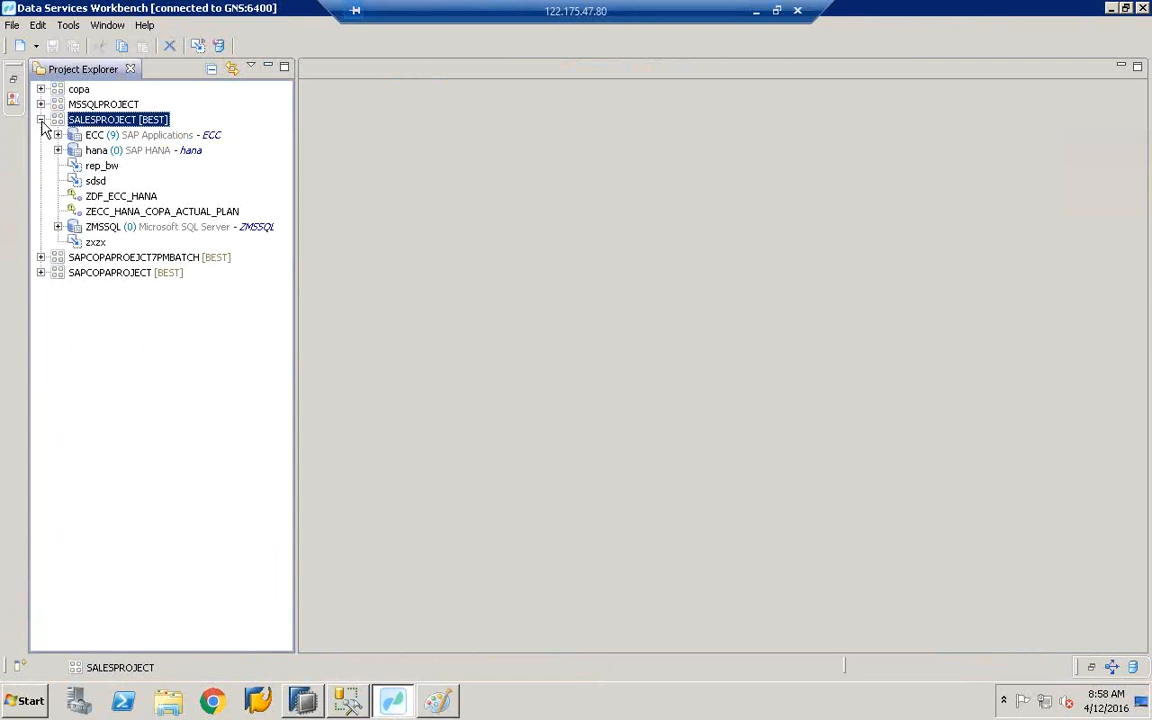 Data Services Workbench [connected to GNS:6400]
122.175.47.80
File Edit Tools Window Help
Project Explorer
copa
MSSQLPROJECT
SALESPROJECT [BEST]
ECC (9) SAP Applications - ECC
hana (0) SAP HANA - hana
rep_bw
sdsd
ZDF_ECC_HANA
ZECC_HANA_COPA_ACTUAL_PLAN
ZMSSQL (0) Microsoft SQL Server - ZMSSQL
zxzx
SAPCOPAPROEJCT7PMBATCH [BEST]
SAPCOPAPROJECT [BEST]
SALESPROJECT
Start
8:58 AM
4/12/2016